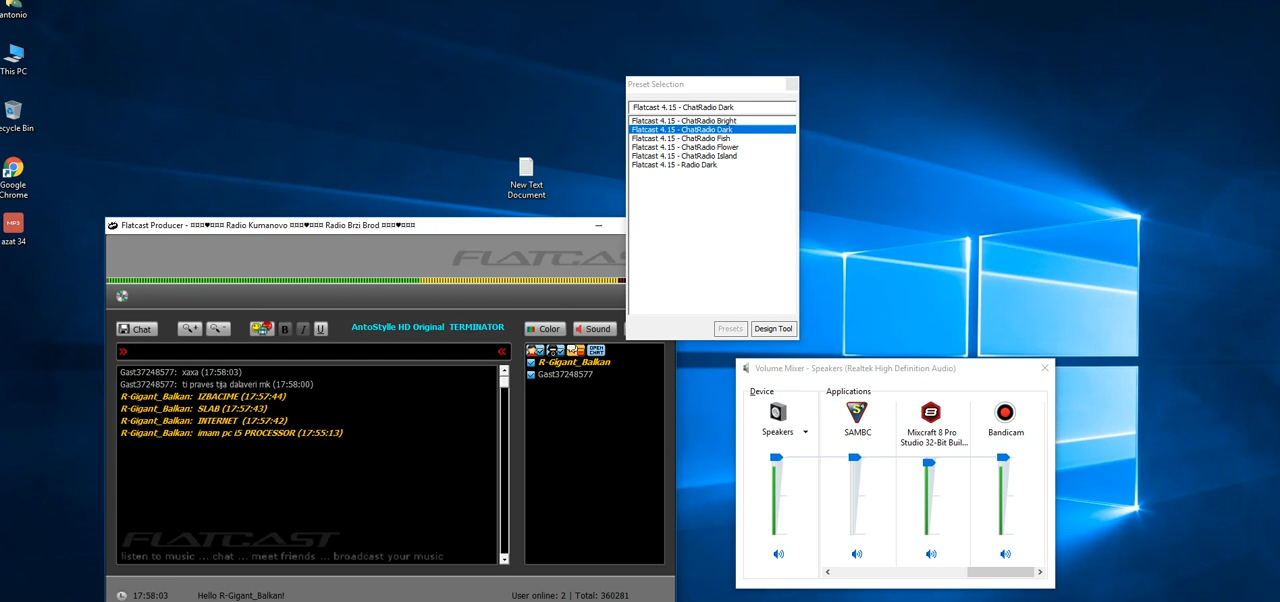 antonio
This PC
ecycle Bin
Google
Chrome
MP3
azat 34
New Text
Document
Preset Selection
Flatcast 4.15 - ChatRadio Dark
Flatcast 4.15 - ChatRadio Bright
Flatcast 4.15 - ChatRadio Dark
Flatcast 4.15 - ChatRadio Fish
Flatcast 4.15 - ChatRadio Flower
Flatcast 4.15 - ChatRadio Island
Flatcast 4.15 - Radio Dark
Presets
Design Tool
Flatcast Producer - ¤¤¤♥¤¤¤ Radio Kumanovo ¤¤¤♥¤¤¤ Radio Brzi Brod ¤¤¤♥¤¤¤
FLATCAS
Chat
B I U
AntoStylle HD Original TERMINATOR
Color
Sound
OPEN
CHAT
R-Gigant_Balkan
Gast37248577
Gast37248577: xaxa (17:58:03)
Gast37248577: ti praves tija dalaveri mk (17:58:00)
R-Gigant_Balkan: IZBACIME (17:57:44)
R-Gigant_Balkan: SLAB (17:57:43)
R-Gigant_Balkan: INTERNET (17:57:42)
R-Gigant_Balkan: imam pc i5 PROCESSOR (17:55:13)
FLATCAST
listen to music ... chat ... meet friends ... broadcast your music
17:58:03
Hello R-Gigant_Balkan!
User online: 2 | Total: 360281
Volume Mixer - Speakers (Realtek High Definition Audio)
Device
Applications
Speakers
SAMBC
Mixcraft 8 Pro
Studio 32-Bit Buil...
Bandicam